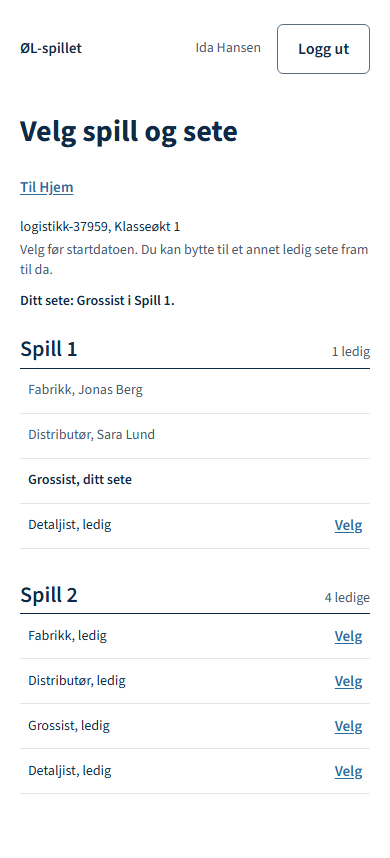 ØL-spillet
Ida Hansen
Logg ut
Velg spill og sete
Til Hjem
logistikk-37959, Klasseøkt 1
Velg før startdatoen. Du kan bytte til et annet ledig sete fram
til da.
Ditt sete: Grossist i Spill 1.
Spill 1
1 ledig
Fabrikk, Jonas Berg
Distributør, Sara Lund
Grossist, ditt sete
Detaljist, ledig
Velg
Spill 2
4 ledige
Fabrikk, ledig
Velg
Distributør, ledig
Velg
Grossist, ledig
Velg
Detaljist, ledig
Velg